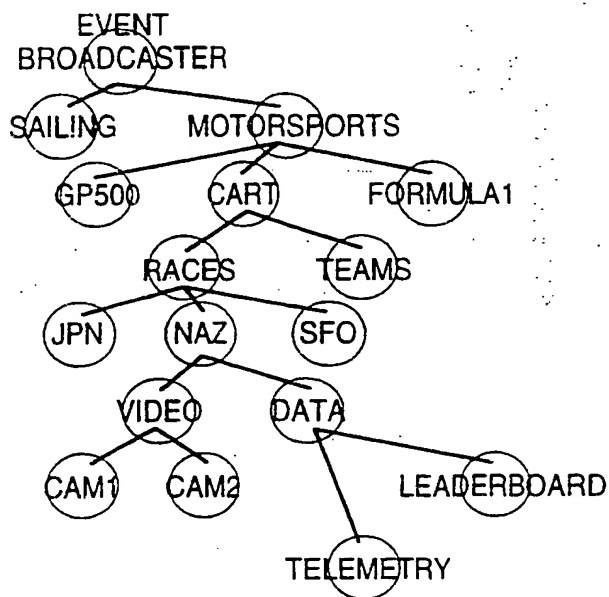 EVENT
BROADCASTER
SAILING MOTORSPORTS
GP500 CART FORMULA1
RACES TEAMS
JPN NAZ SFO
VIDEO DATA
CAM1 CAM2 LEADERBOARD
TELEMETRY